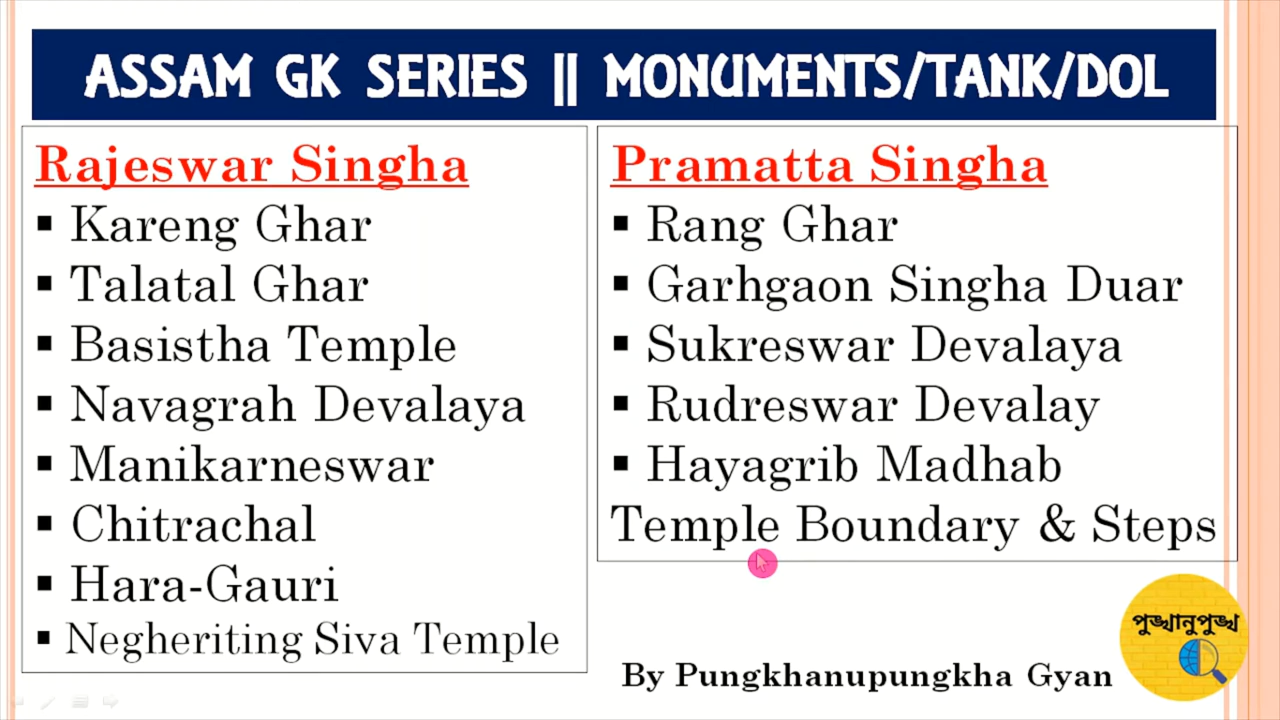 ASSAM GK SERIES || MONUMENTS/TANK/DOL
Rajeswar Singha
▪ Kareng Ghar
▪ Talatal Ghar
▪ Basistha Temple
▪ Navagrah Devalaya
▪ Manikarneswar
▪ Chitrachal
▪ Hara-Gauri
▪ Negheriting Siva Temple
Pramatta Singha
▪ Rang Ghar
▪ Garhgaon Singha Duar
▪ Sukreswar Devalaya
▪ Rudreswar Devalay
▪ Hayagrib Madhab
Temple Boundary & Steps
পুঙ্খানুপুঙ্খ
By Pungkhanupungkha Gyan